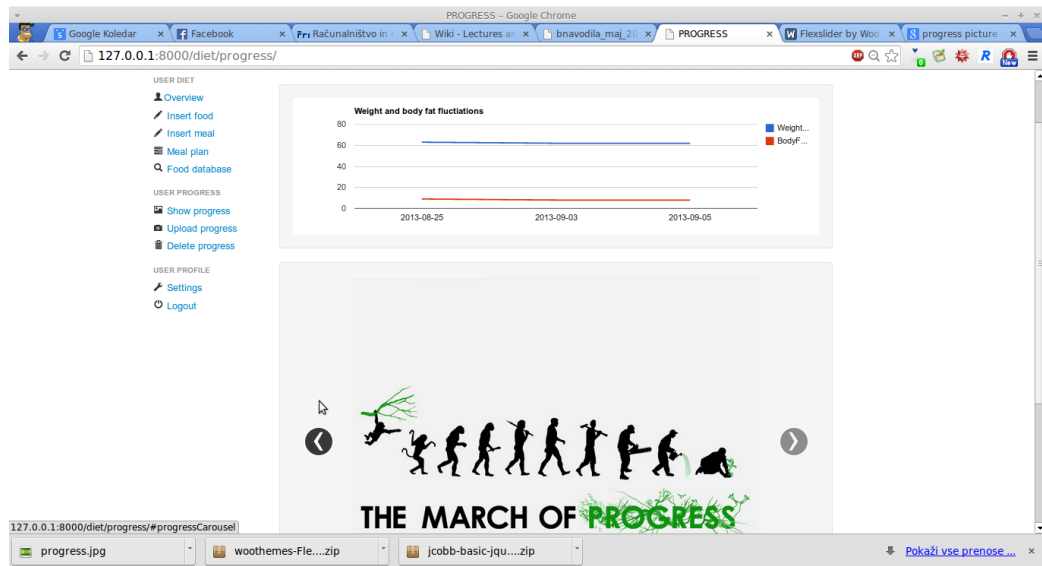 PROGRESS – Google Chrome
Google Koledar
Facebook
Računalništvo in
Wiki - Lectures an
bnavodila_maj_20
PROGRESS
Flexslider by Woo
progress picture -
127.0.0.1:8000/diet/progress/
ABP
0
R
New
USER DIET
Overview
Insert food
Insert meal
Meal plan
Food database
USER PROGRESS
Show progress
Upload progress
Delete progress
USER PROFILE
Settings
Logout
Weight and body fat fluctiations
80
60
40
20
0
2013-08-25
2013-09-03
2013-09-05
Weight...
BodyF...
THE MARCH OF PROGRESS
127.0.0.1:8000/diet/progress/#progressCarousel
progress.jpg
woothemes-Fle....zip
jcobb-basic-jqu....zip
Pokaži vse prenose ...